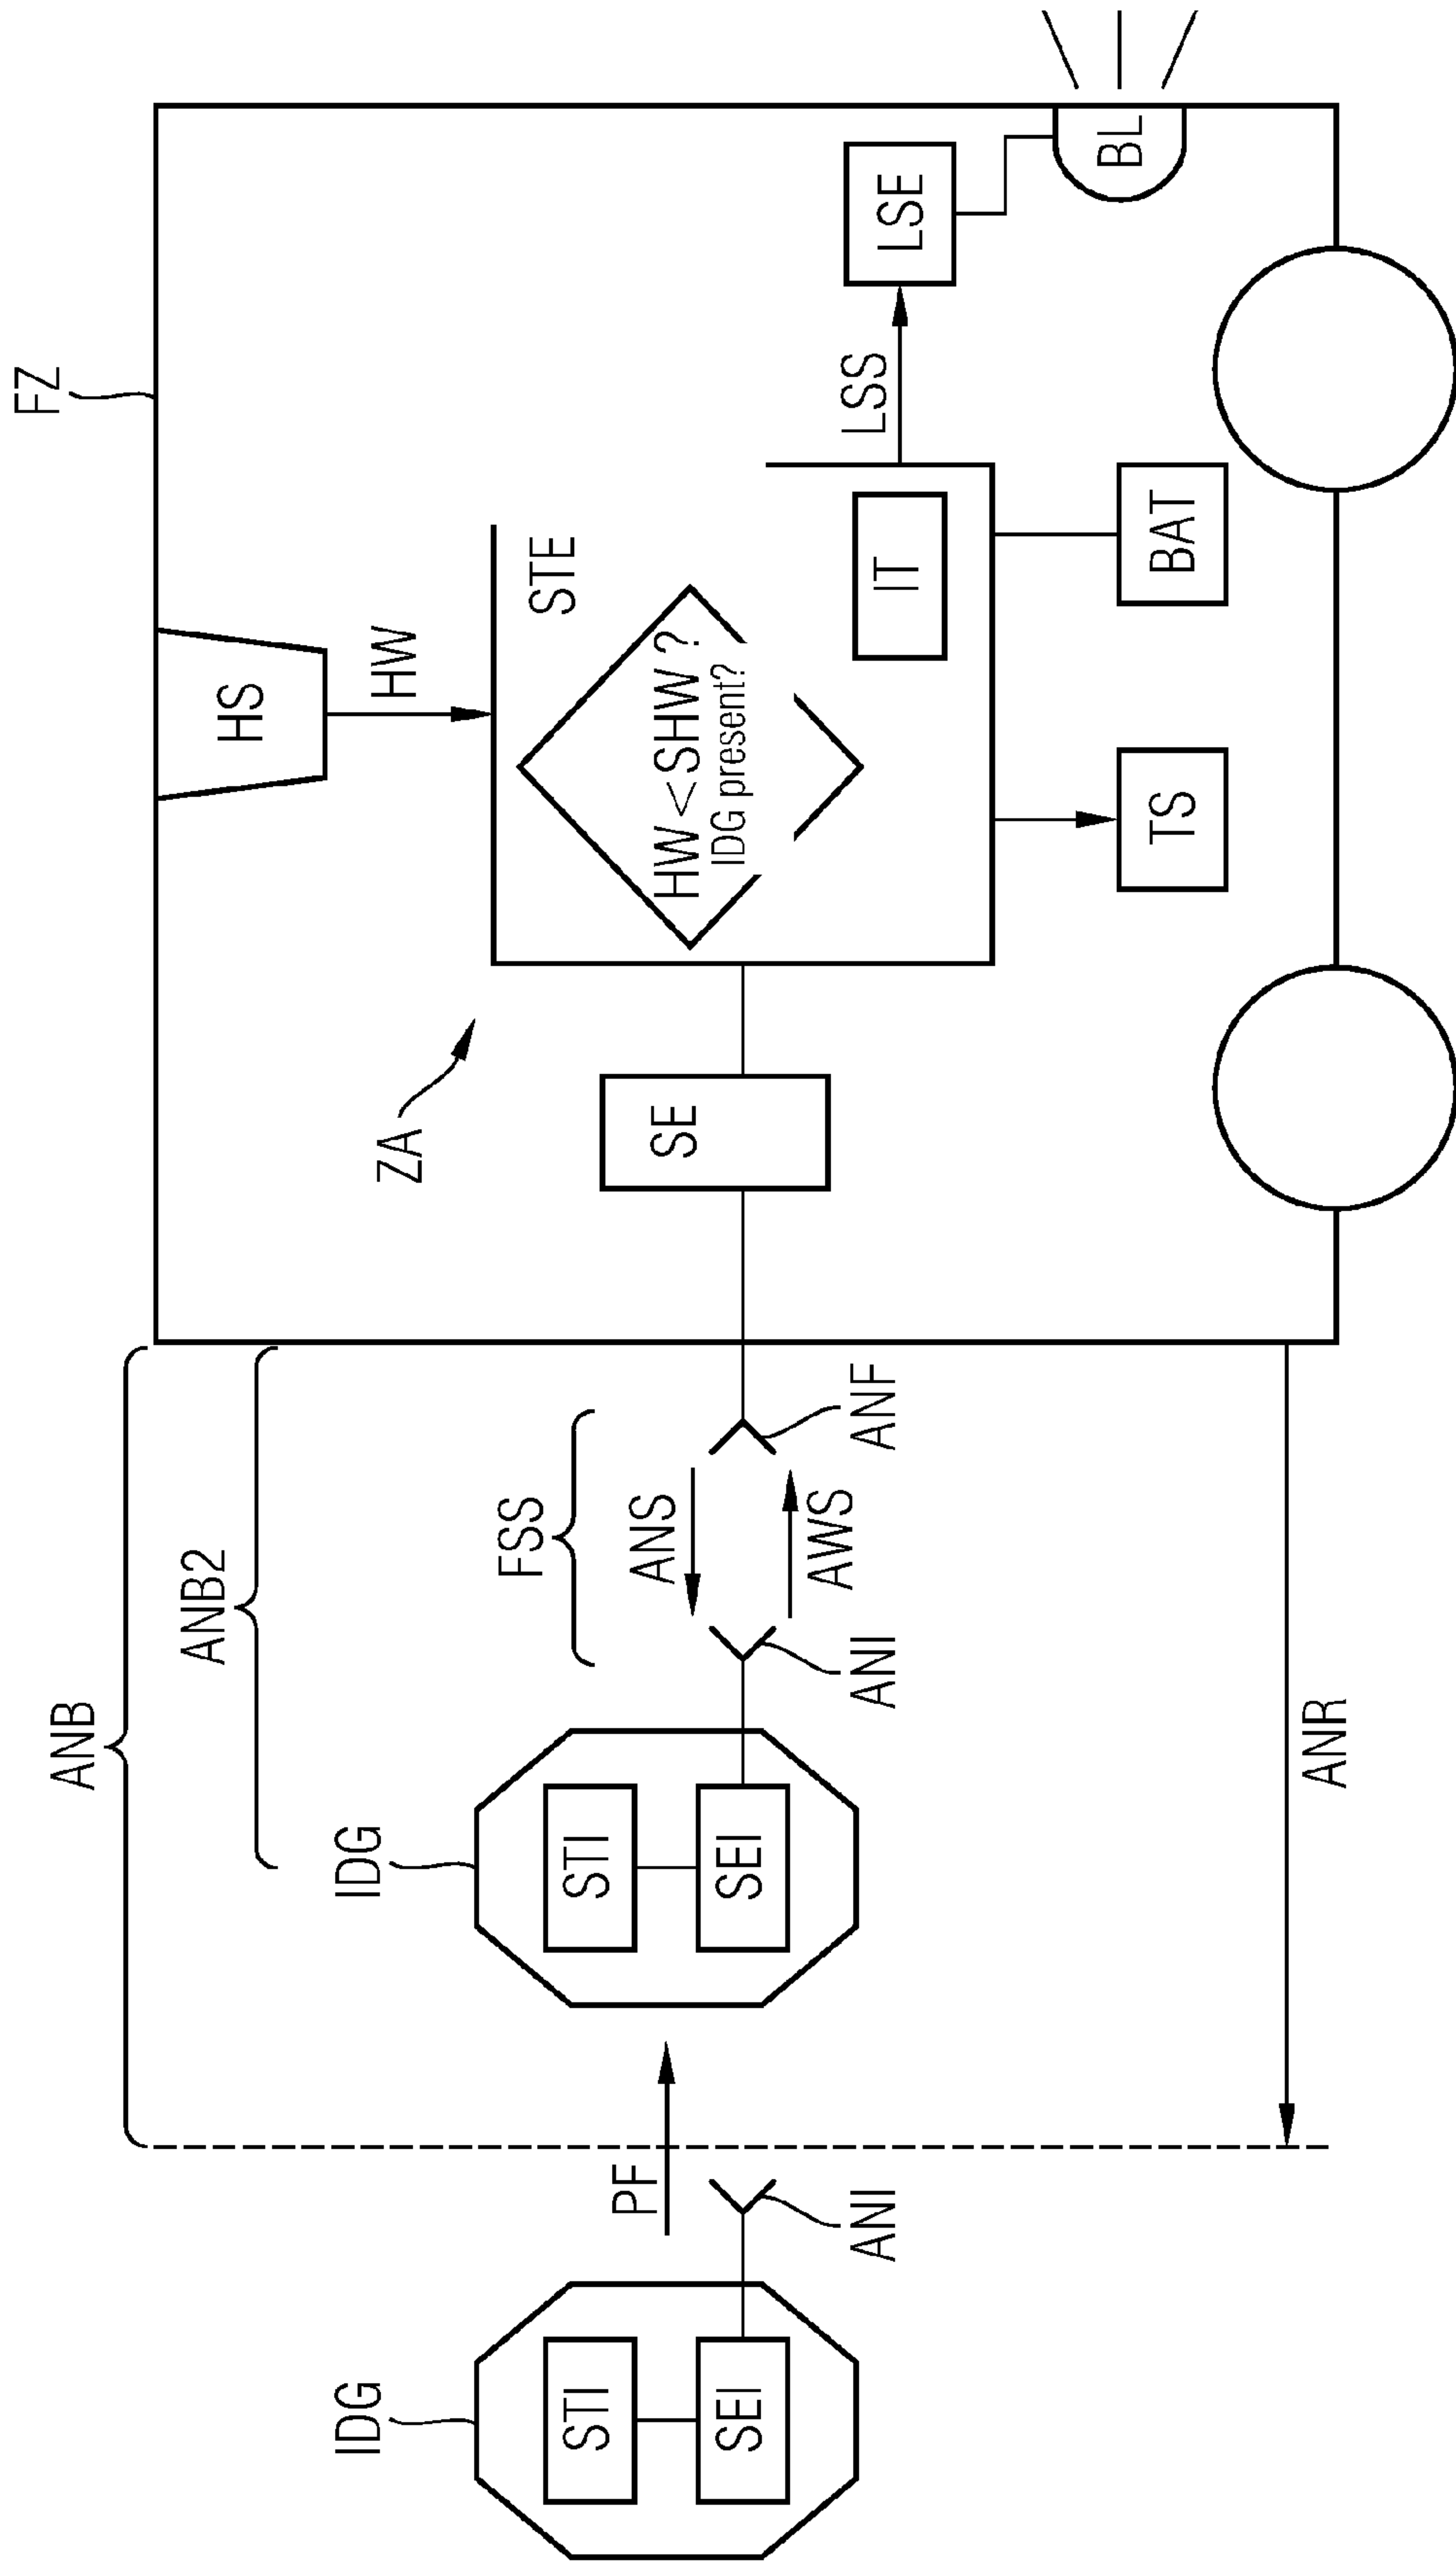 FZ
ANB
ANB2
HS
HW
ZA
STE
IDG
IDG
FSS
HW<SHW?
IDG present?
SE
ANS
AWS
STI
SEI
STI
SEI
PF
ANI
ANI
ANF
IT
LSS
LSE
BL
TS
BAT
ANR